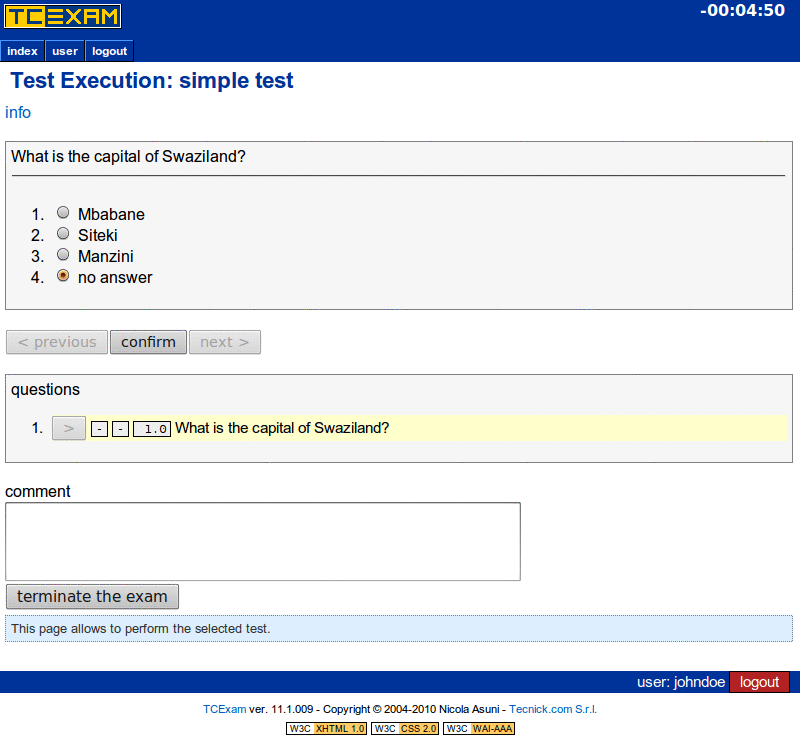 TCEXAM
-00:04:50
index user logout
Test Execution: simple test
info
What is the capital of Swaziland?
1. Mbabane
2. Siteki
3. Manzini
4. no answer
< previous confirm next >
questions
1. > - - 1.0 What is the capital of Swaziland?
comment
terminate the exam
This page allows to perform the selected test.
user: johndoe logout
TCExam ver. 11.1.009 - Copyright © 2004-2010 Nicola Asuni - Tecnick.com S.r.l.
W3C XHTML 1.0 W3C CSS 2.0 W3C WAI-AAA